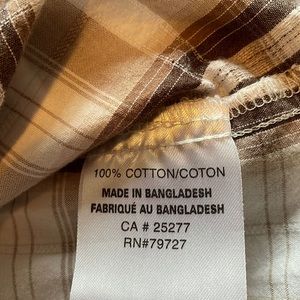 100% COTTON/COTON
MADE IN BANGLADESH
FABRIQUÉ AU BANGLADESH
CA # 25277
RN#79727